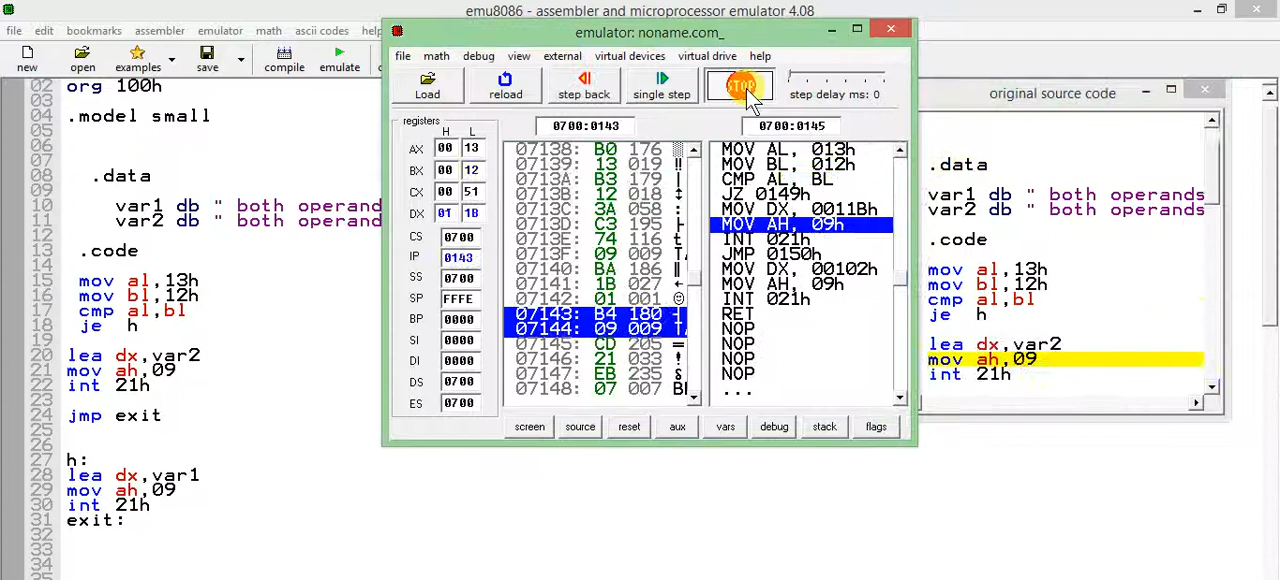 emu8086 - assembler and microprocessor emulator 4.08
file edit bookmarks assembler emulator math ascii codes help
new open examples save compile emulate
02
03
04
05
06
07
08
09
10
11
12
13
14
15
16
17
18
19
20
21
22
23
24
25
26
27
28
29
30
31
32
33
34
35
org 100h
.model small
.data
var1 db " both operand
var2 db " both operand
.code
mov al,13h
mov bl,12h
cmp al,bl
je h
lea dx,var2
mov ah,09
int 21h
jmp exit
h:
lea dx,var1
mov ah,09
int 21h
exit:
emulator: noname.com_
file math debug view external virtual devices virtual drive help
Load reload step back single step STOP step delay ms: 0
registers
H L
AX 00 13
BX 00 12
CX 00 51
DX 01 1B
CS 0700
IP 0143
SS 0700
SP FFFE
BP 0000
SI 0000
DI 0000
DS 0700
ES 0700
0700:0143
07138: B0 176
07139: 13 019 ‼
0713A: B3 179 |
0713B: 12 018 ↕
0713C: 3A 058 :
0713D: C3 195 ├
0713E: 74 116 t
0713F: 09 009 TA
07140: BA 186 ‖
07141: 1B 027 ←
07142: 01 001 ☺
07143: B4 180 ┤
07144: 09 009 TA
07145: CD 205 =
07146: 21 033 !
07147: EB 235
07148: 07 007 BE
0700:0145
MOV AL, 013h
MOV BL, 012h
CMP AL, BL
JZ 0149h
MOV DX, 0011Bh
MOV AH, 09h
INT 021h
JMP 0150h
MOV DX, 00102h
MOV AH, 09h
INT 021h
RET
NOP
NOP
NOP
NOP
...
screen source reset aux vars debug stack flags
original source code
.data
var1 db " both operands
var2 db " both operands
.code
mov al,13h
mov bl,12h
cmp al,bl
je h
lea dx,var2
mov ah,09
int 21h